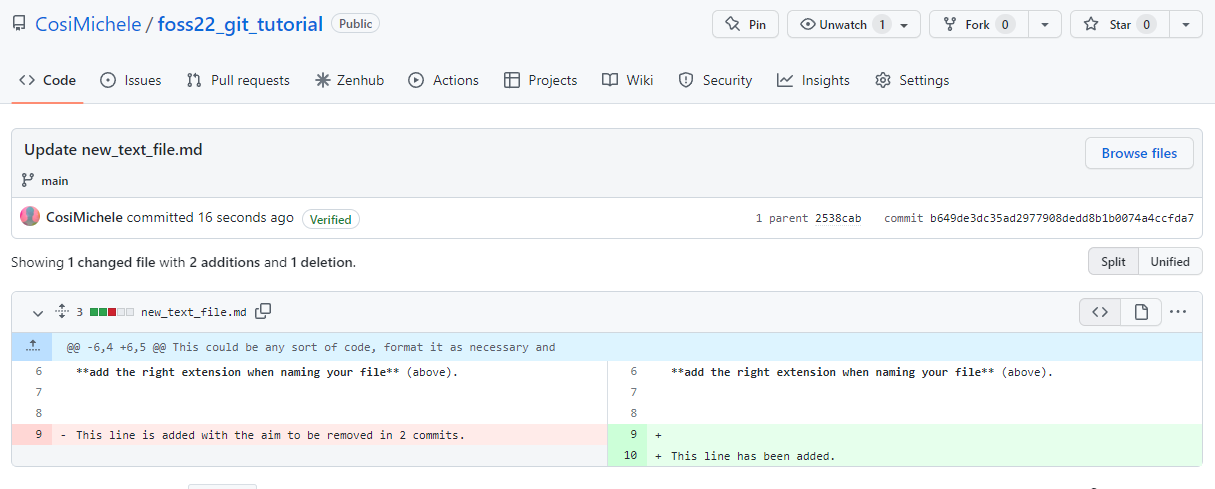 CosiMichele / foss22_git_tutorial Public Pin Unwatch 1 Fork 0 Star 0
Code Issues Pull requests Zenhub Actions Projects Wiki Security Insights Settings
Update new_text_file.md Browse files
main
CosiMichele committed 16 seconds ago Verified 1 parent 2538cab commit b649de3dc35ad2977908dedd8b1b0074a4ccfda7
Showing 1 changed file with 2 additions and 1 deletion. Split Unified
3 new_text_file.md
@@ -6,4 +6,5 @@ This could be any sort of code, format it as necessary and
6 **add the right extension when naming your file** (above). 6 **add the right extension when naming your file** (above).
7 7
8 8
9 - This line is added with the aim to be removed in 2 commits. 9 +
10 + This line has been added.